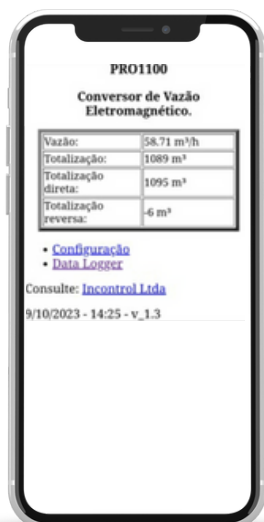 PRO1100
Conversor de Vazão
Eletromagnético.
Vazão: 58.71 m³/h
Totalização: 1089 m³
Totalização
direta: 1095 m³
Totalização
reversa: -6 m³
• Configuração
• Data Logger
Consulte: Incontrol Ltda
9/10/2023 - 14:25 - v_1.3